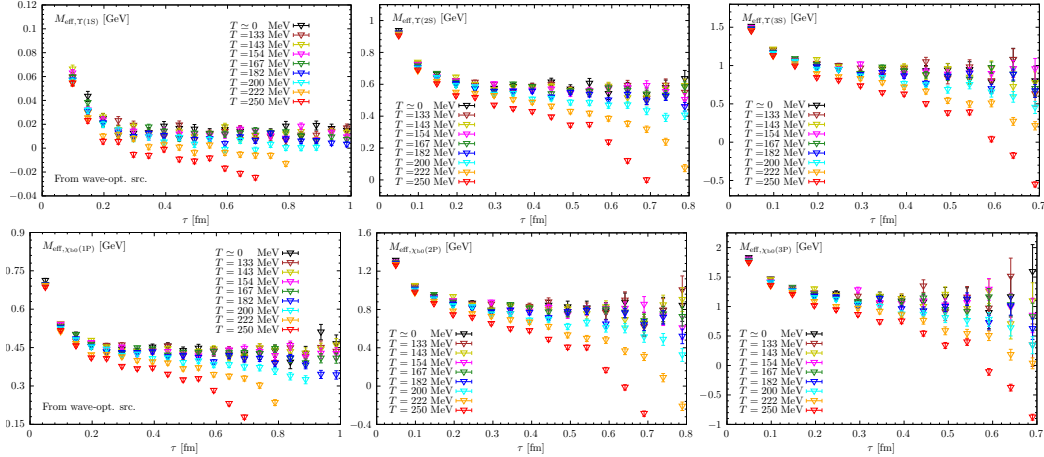 M_eff,Υ(1S) [GeV]
T ≃ 0 MeV
T = 133 MeV
T = 143 MeV
T = 154 MeV
T = 167 MeV
T = 182 MeV
T = 200 MeV
T = 222 MeV
T = 250 MeV
From wave-opt. src.
0.12
0.1
0.08
0.06
0.04
0.02
0
−0.02
−0.04
0 0.2 0.4 0.6 0.8 1
τ [fm]
M_eff,Υ(2S) [GeV]
T ≃ 0 MeV
T = 133 MeV
T = 143 MeV
T = 154 MeV
T = 167 MeV
T = 182 MeV
T = 200 MeV
T = 222 MeV
T = 250 MeV
1
0.8
0.6
0.4
0.2
0
0 0.1 0.2 0.3 0.4 0.5 0.6 0.7 0.8
τ [fm]
M_eff,Υ(3S) [GeV]
T ≃ 0 MeV
T = 133 MeV
T = 143 MeV
T = 154 MeV
T = 167 MeV
T = 182 MeV
T = 200 MeV
T = 222 MeV
T = 250 MeV
1.5
1
0.5
0
−0.5
0 0.1 0.2 0.3 0.4 0.5 0.6 0.7
τ [fm]
M_eff,χb0(1P) [GeV]
T ≃ 0 MeV
T = 133 MeV
T = 143 MeV
T = 154 MeV
T = 167 MeV
T = 182 MeV
T = 200 MeV
T = 222 MeV
T = 250 MeV
From wave-opt. src.
0.9
0.75
0.6
0.45
0.3
0.15
0 0.2 0.4 0.6 0.8 1
τ [fm]
M_eff,χb0(2P) [GeV]
T ≃ 0 MeV
T = 133 MeV
T = 143 MeV
T = 154 MeV
T = 167 MeV
T = 182 MeV
T = 200 MeV
T = 222 MeV
T = 250 MeV
1.6
1.2
0.8
0.4
0
−0.4
0 0.1 0.2 0.3 0.4 0.5 0.6 0.7 0.8
τ [fm]
M_eff,χb0(3P) [GeV]
T ≃ 0 MeV
T = 133 MeV
T = 143 MeV
T = 154 MeV
T = 167 MeV
T = 182 MeV
T = 200 MeV
T = 222 MeV
T = 250 MeV
2
1.5
1
0.5
0
−0.5
−1
0 0.1 0.2 0.3 0.4 0.5 0.6 0.7
τ [fm]